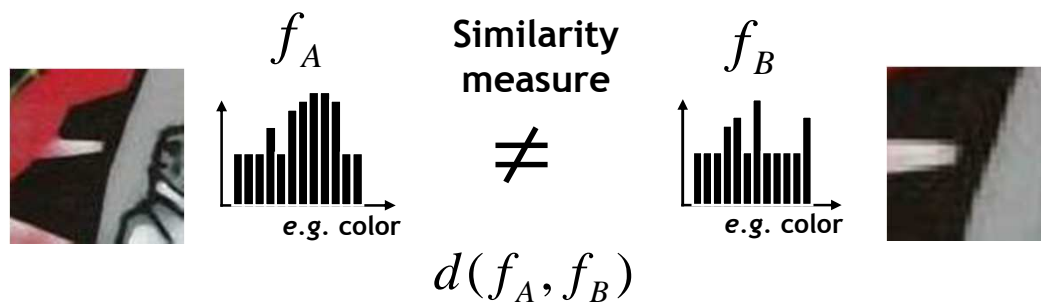 f_A
Similarity
measure
f_B
≠
e.g. color
e.g. color
d(f_A, f_B)